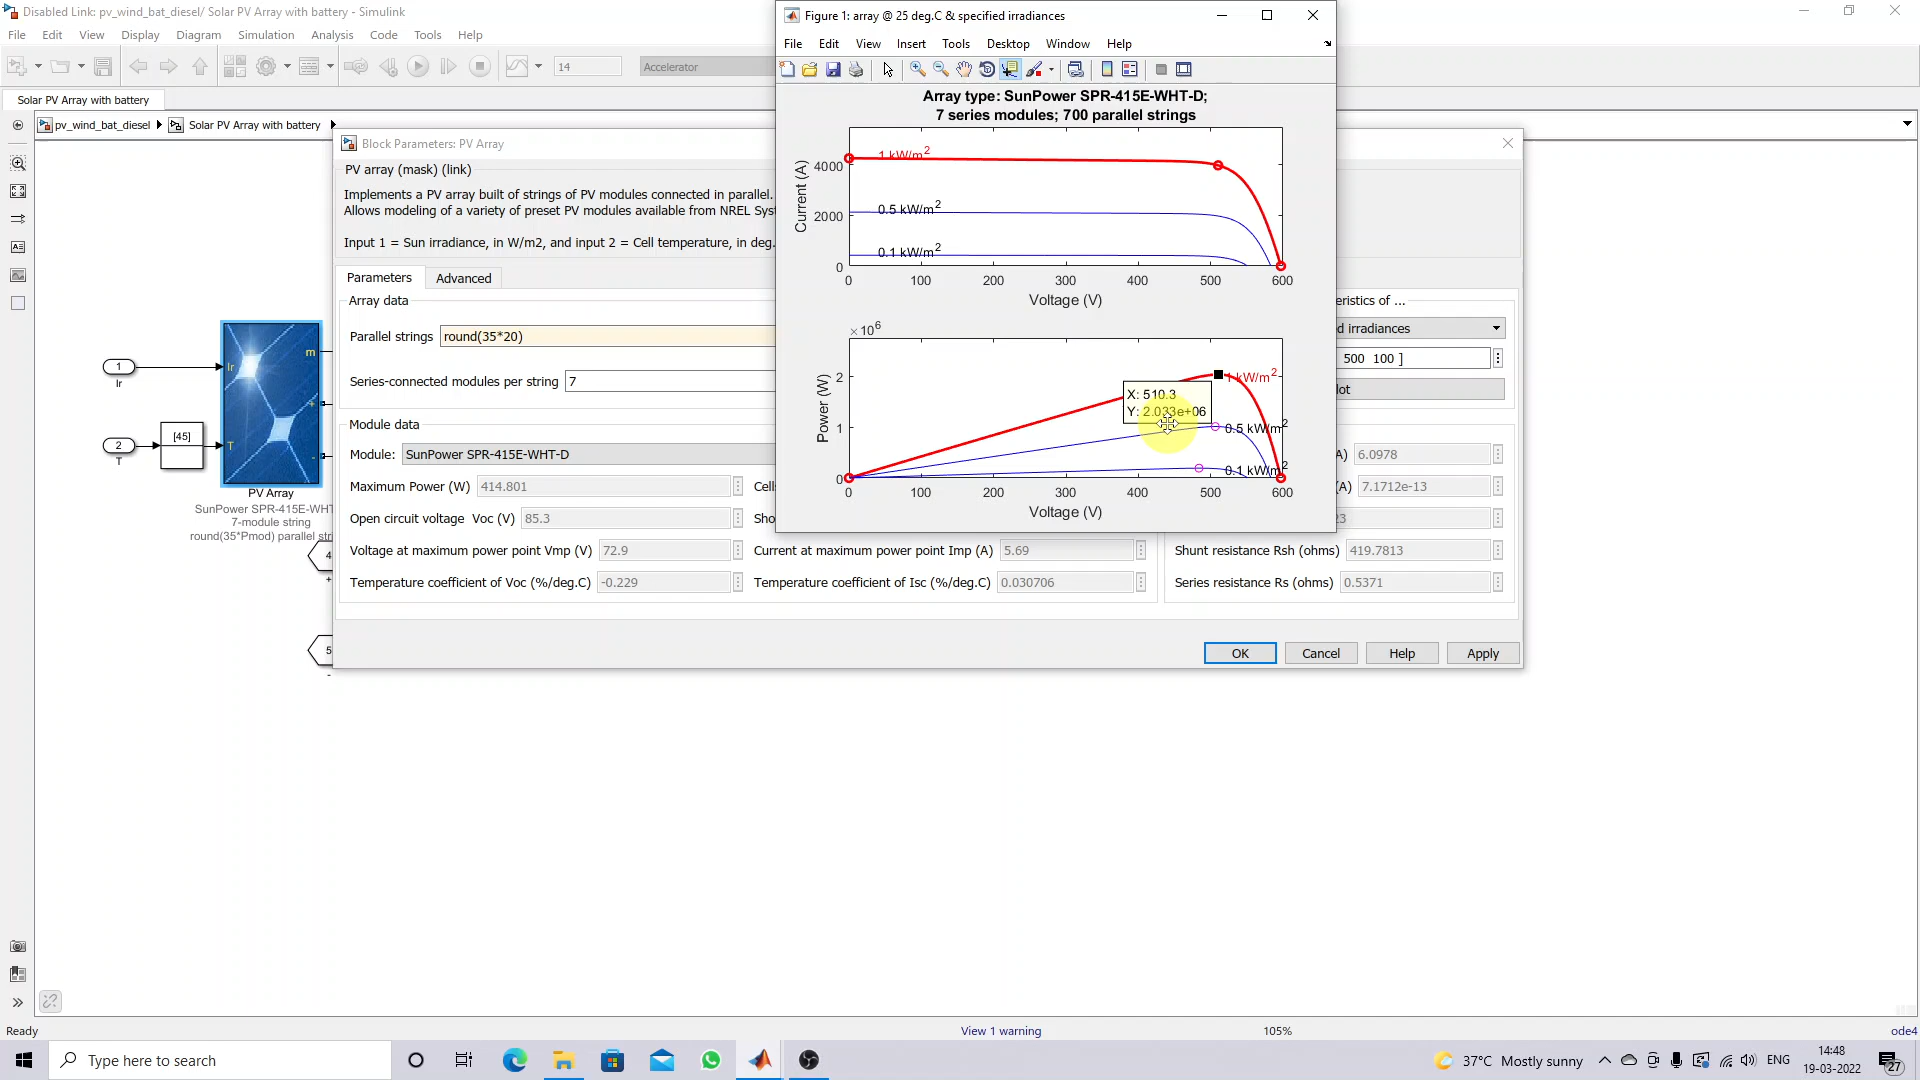 Disabled Link: pv_wind_bat_diesel/ Solar PV Array with battery - Simulink
File Edit View Display Diagram Simulation Analysis Code Tools Help
14
Accelerator
Solar PV Array with battery
pv_wind_bat_diesel Solar PV Array with battery
Figure 1: array @ 25 deg.C & specified irradiances
File Edit View Insert Tools Desktop Window Help
Array type: SunPower SPR-415E-WHT-D;
7 series modules; 700 parallel strings
Current (A)
4000
2000
0
1 kW/m2
0.5 kW/m2
0.1 kW/m2
0 100 200 300 400 500 600
Voltage (V)
×10^6
Power (W)
2
1
0
1 kW/m2
X: 510.3
Y: 2.033e+06
0.5 kW/m2
0.1 kW/m2
0 100 200 300 400 500 600
Voltage (V)
Block Parameters: PV Array
PV array (mask) (link)
Implements a PV array built of strings of PV modules connected in parallel.
Allows modeling of a variety of preset PV modules available from NREL Sys
Input 1 = Sun irradiance, in W/m2, and input 2 = Cell temperature, in deg.
Parameters Advanced
Array data
Parallel strings round(35*20)
Series-connected modules per string 7
eristics of ...
d irradiances
500 100 ]
lot
Module data
Module: SunPower SPR-415E-WHT-D
Maximum Power (W) 414.801
Cells
Open circuit voltage Voc (V) 85.3
Sho
Voltage at maximum power point Vmp (V) 72.9
Current at maximum power point Imp (A) 5.69
Temperature coefficient of Voc (%/deg.C) -0.229
Temperature coefficient of Isc (%/deg.C) 0.030706
A) 6.0978
(A) 7.1712e-13
23
Shunt resistance Rsh (ohms) 419.7813
Series resistance Rs (ohms) 0.5371
OK Cancel Help Apply
1
Ir
2
T
[45]
Ir
T
m
+
-
PV Array
SunPower SPR-415E-WHT
7-module string
round(35*Pmod) parallel stri
4
+
5
-
Ready
View 1 warning
105%
ode4
Type here to search
37°C Mostly sunny
ENG
14:48
19-03-2022
27